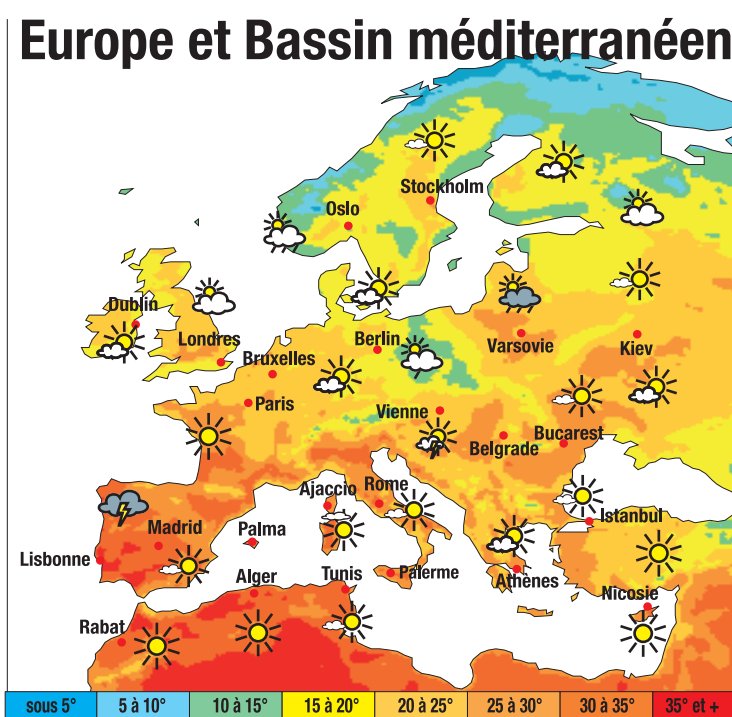 Europe et Bassin méditerranéen
Stockholm
Oslo
Dublin
Londres
Berlin
Varsovie
Kiev
Bruxelles
Paris
Vienne
Bucarest
Belgrade
Ajaccio
Rome
Istanbul
Madrid
Palma
Lisbonne
Alger
Tunis
Palerme
Athènes
Nicosie
Rabat
sous 5° 5 à 10° 10 à 15° 15 à 20° 20 à 25° 25 à 30° 30 à 35° 35° et +